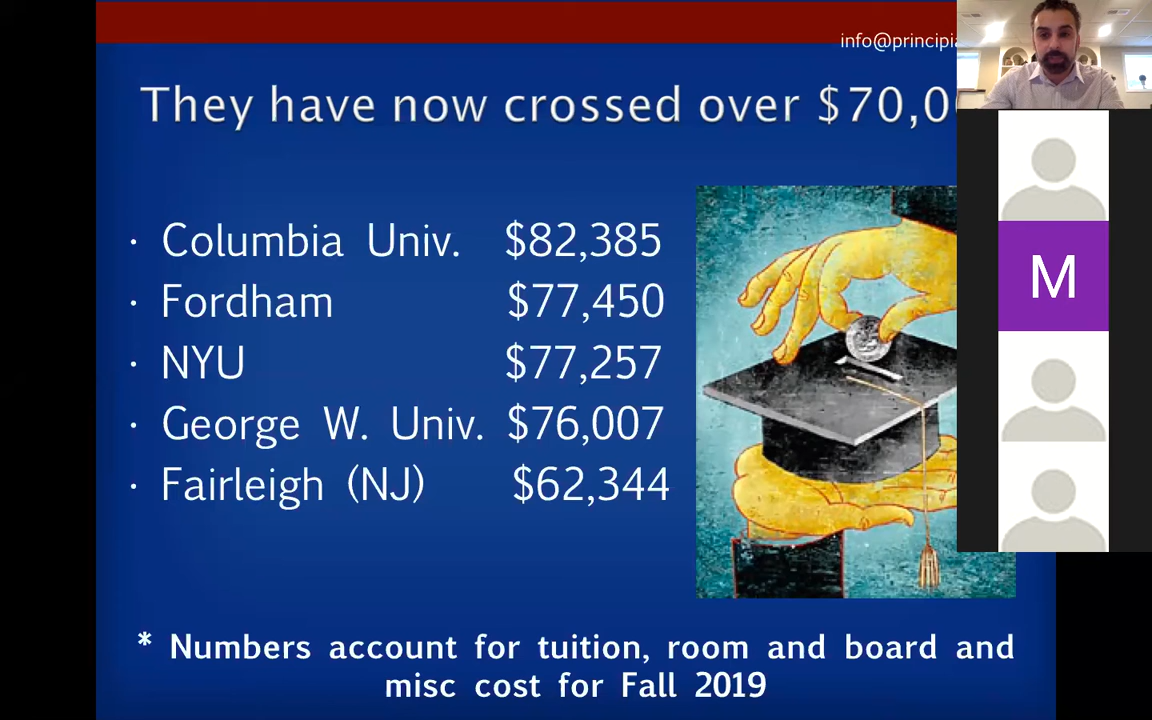 info@principia
They have now crossed over $70,0
· Columbia Univ. $82,385
· Fordham $77,450
· NYU $77,257
· George W. Univ. $76,007
· Fairleigh (NJ) $62,344
M
* Numbers account for tuition, room and board and
misc cost for Fall 2019